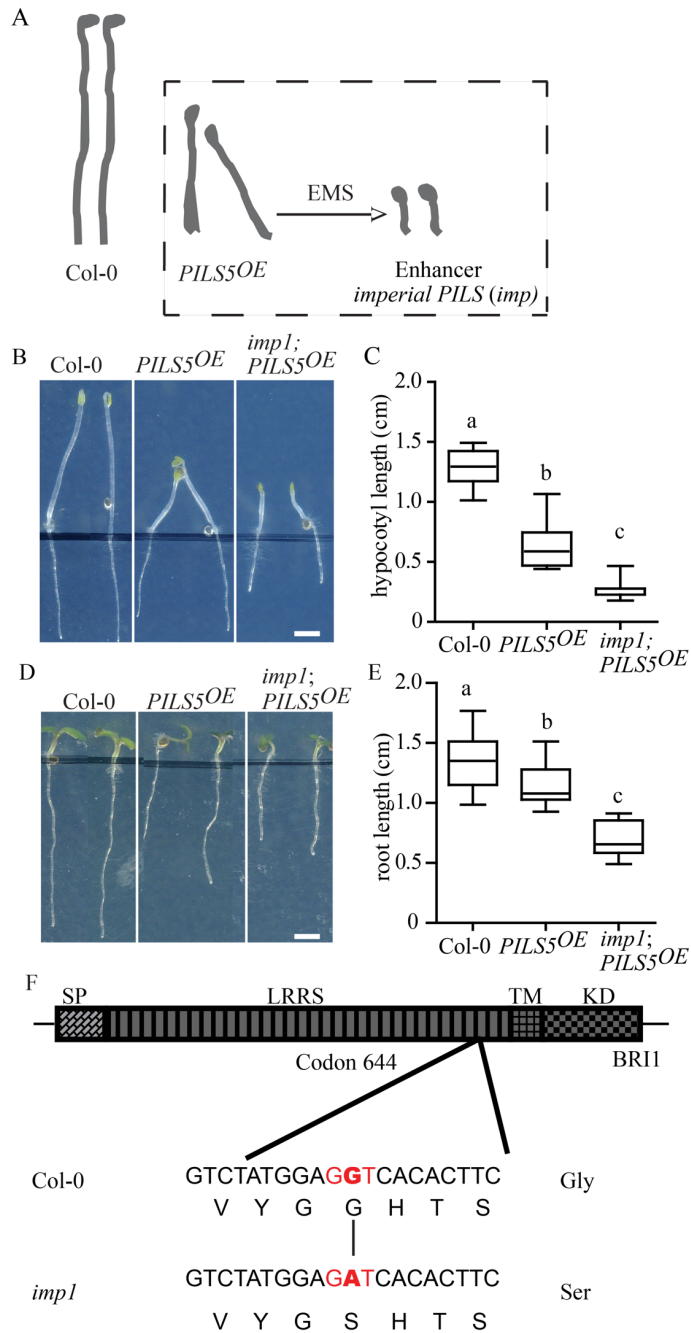 A
Col-0
PILS5OE
EMS
Enhancer
imperial PILS (imp)
B
Col-0
PILS5OE
imp1;
PILS5OE
C
hypocotyl length (cm)
2.0
1.5
1.0
0.5
0
a
b
c
Col-0
PILS5OE
imp1;
PILS5OE
D
Col-0
PILS5OE
imp1;
PILS5OE
E
root length (cm)
2.0
1.5
1.0
0.5
0
a
b
c
Col-0
PILS5OE
imp1;
PILS5OE
F
SP
LRRS
TM
KD
Codon 644
BRI1
Col-0
GTCTATGGAGGTCACACTTC
Gly
V Y G G H T S
imp1
GTCTATGGAGATCACACTTC
Ser
V Y G S H T S